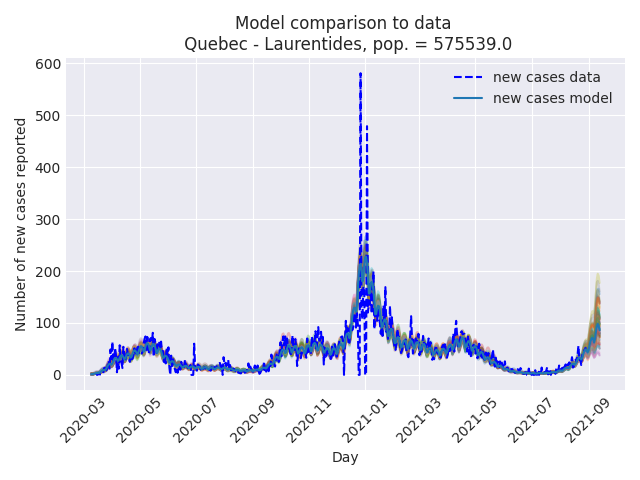 Model comparison to data
Quebec - Laurentides, pop. = 575539.0
new cases data
new cases model
Number of new cases reported
600
500
400
300
200
100
0
2020-03
2020-05
2020-07
2020-09
2020-11
2021-01
2021-03
2021-05
2021-07
2021-09
Day